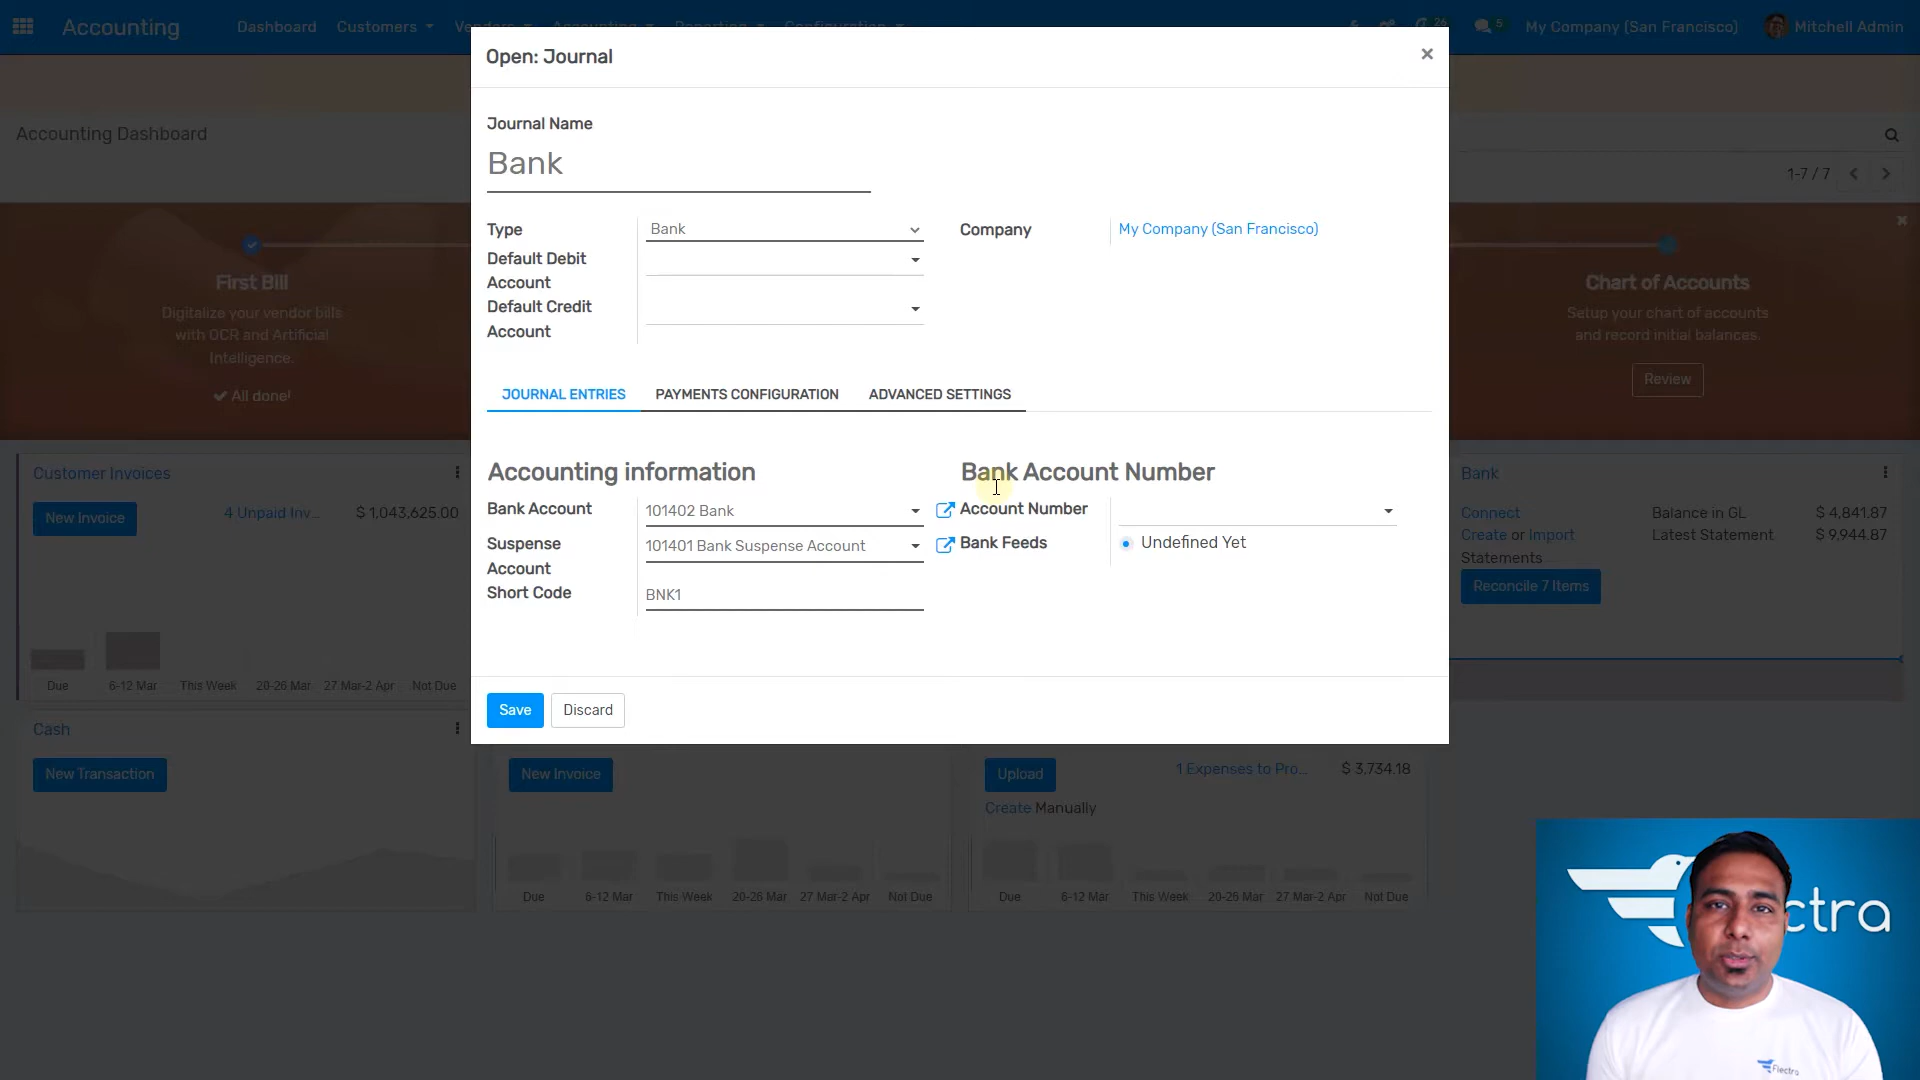 Accounting
Dashboard
Customers
Accounting
Reporting
Configuration
26
5
My Company (San Francisco)
Mitchell Admin
Open: Journal
×
Accounting Dashboard
1-7 / 7
Journal Name
Bank
Type
Bank
Company
My Company (San Francisco)
Default Debit
Account
Default Credit
Account
First Bill
Digitalize your vendor bills
with OCR and Artificial
Intelligence.
All done!
Chart of Accounts
Setup your chart of accounts
and record initial balances.
Review
JOURNAL ENTRIES
PAYMENTS CONFIGURATION
ADVANCED SETTINGS
Accounting information
Bank Account Number
Bank Account
101402 Bank
Account Number
Suspense
Account
101401 Bank Suspense Account
Bank Feeds
Undefined Yet
Short Code
BNK1
Save
Discard
Customer Invoices
New Invoice
4 Unpaid Inv...
$ 1,043,625.00
Due
6-12 Mar
This Week
20-26 Mar
27 Mar-2 Apr
Not Due
Bank
Connect
Create or Import
Statements
Balance in GL
$ 4,841.87
Latest Statement
$ 9,944.87
Reconcile 7 Items
Cash
New Transaction
New Invoice
Due
6-12 Mar
This Week
20-26 Mar
27 Mar-2 Apr
Not Due
Upload
1 Expenses to Pro...
$ 3,734.18
Create Manually
Due
6-12 Mar
This Week
20-26 Mar
27 Mar-2 Apr
Not Due
ctra
Flectra